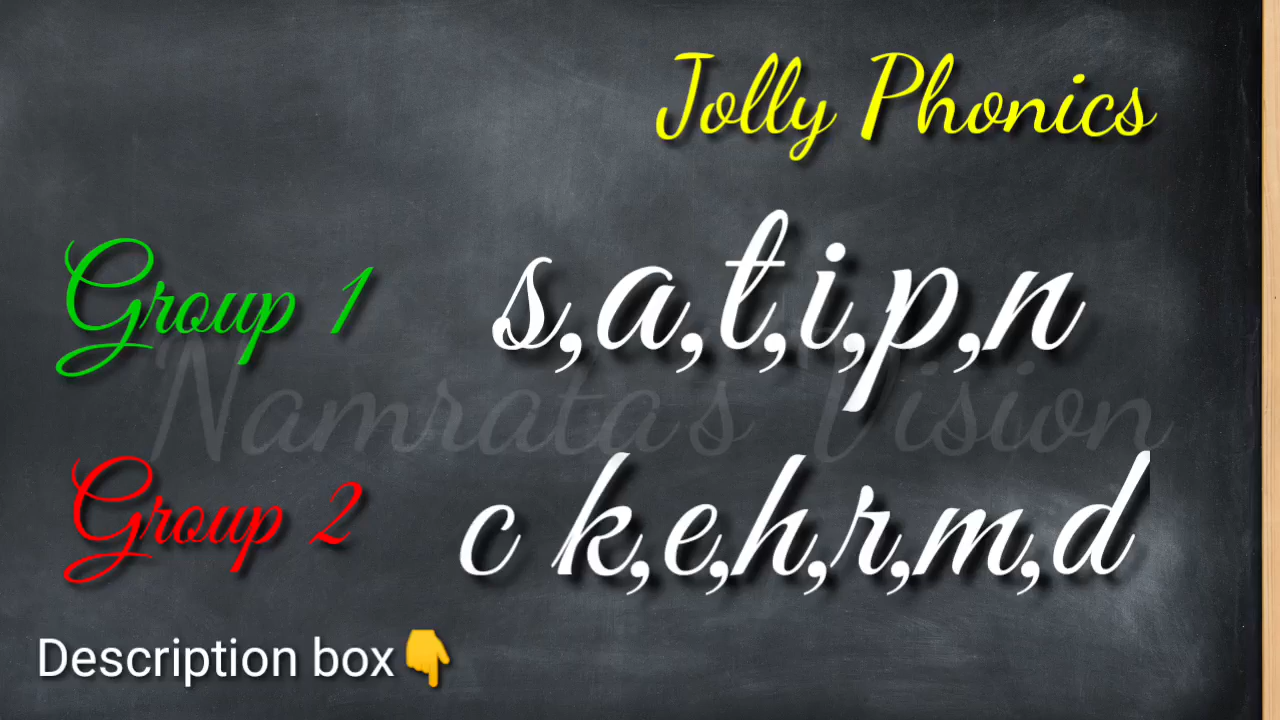 Jolly Phonics
Group 1 s,a,t,i,p,n
Namrata's Vision
Group 2 c k,e,h,r,m,d
Description box👇